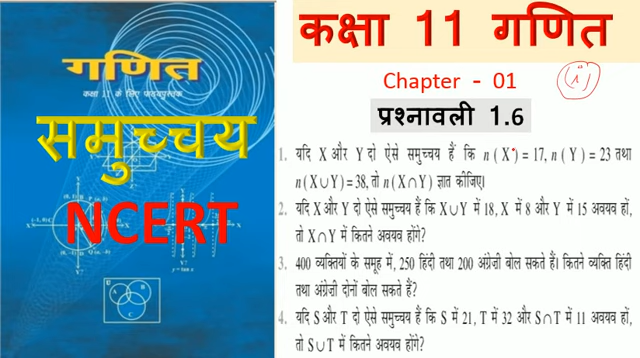 गणित
कक्षा 11 के लिए पाठ्यपुस्तक
समुच्चय
NCERT
कक्षा 11 गणित
Chapter - 01
(i)
प्रश्नावली 1.6
1. यदि X और Y दो ऐसे समुच्चय हैं कि n ( X ) = 17, n ( Y ) = 23 तथा
n ( X ∪ Y ) = 38, तो n ( X ∩ Y ) ज्ञात कीजिए।
2. यदि X और Y दो ऐसे समुच्चय हैं कि X ∪ Y में 18, X में 8 और Y में 15 अवयव हों,
तो X ∩ Y में कितने अवयव होंगे?
3. 400 व्यक्तियों के समूह में, 250 हिंदी तथा 200 अंग्रेज़ी बोल सकते हैं। कितने व्यक्ति हिंदी
तथा अंग्रेज़ी दोनों बोल सकते हैं?
4. यदि S और T दो ऐसे समुच्चय हैं कि S में 21, T में 32 और S ∩ T में 11 अवयव हों,
तो S ∪ T में कितने अवयव होंगे?